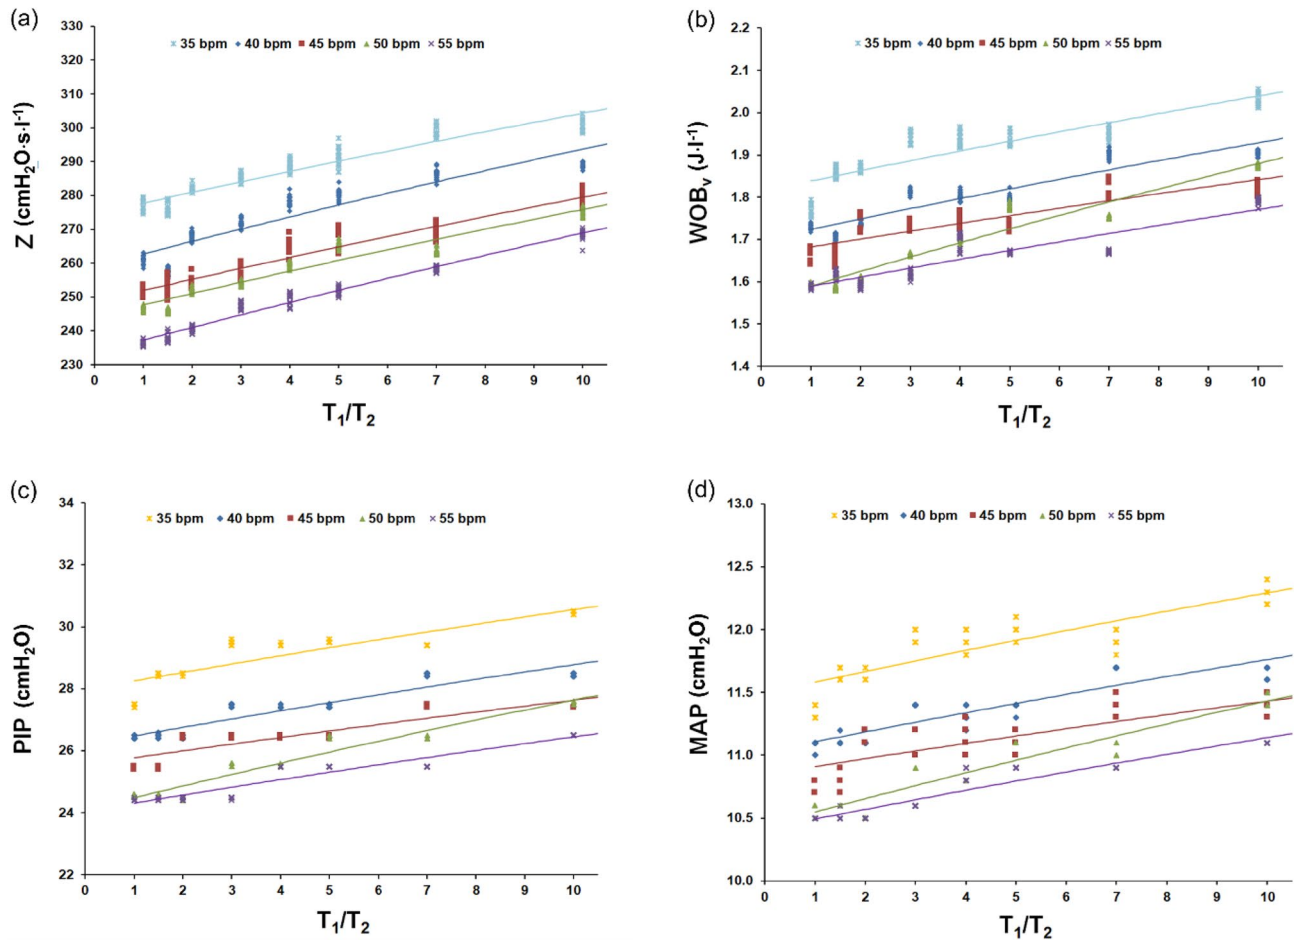 (a)
Z (cmH₂O·s·l⁻¹)
330
320
310
300
290
280
270
260
250
240
230
35 bpm 40 bpm 45 bpm 50 bpm 55 bpm
0 1 2 3 4 5 6 7 8 9 10
T₁/T₂
(b)
WOBᵥ (J·l⁻¹)
2.2
2.1
2.0
1.9
1.8
1.7
1.6
1.5
1.4
35 bpm 40 bpm 45 bpm 50 bpm 55 bpm
0 1 2 3 4 5 6 7 8 9 10
T₁/T₂
(c)
PIP (cmH₂O)
34
32
30
28
26
24
22
35 bpm 40 bpm 45 bpm 50 bpm 55 bpm
0 1 2 3 4 5 6 7 8 9 10
T₁/T₂
(d)
MAP (cmH₂O)
13.0
12.5
12.0
11.5
11.0
10.5
10.0
35 bpm 40 bpm 45 bpm 50 bpm 55 bpm
0 1 2 3 4 5 6 7 8 9 10
T₁/T₂